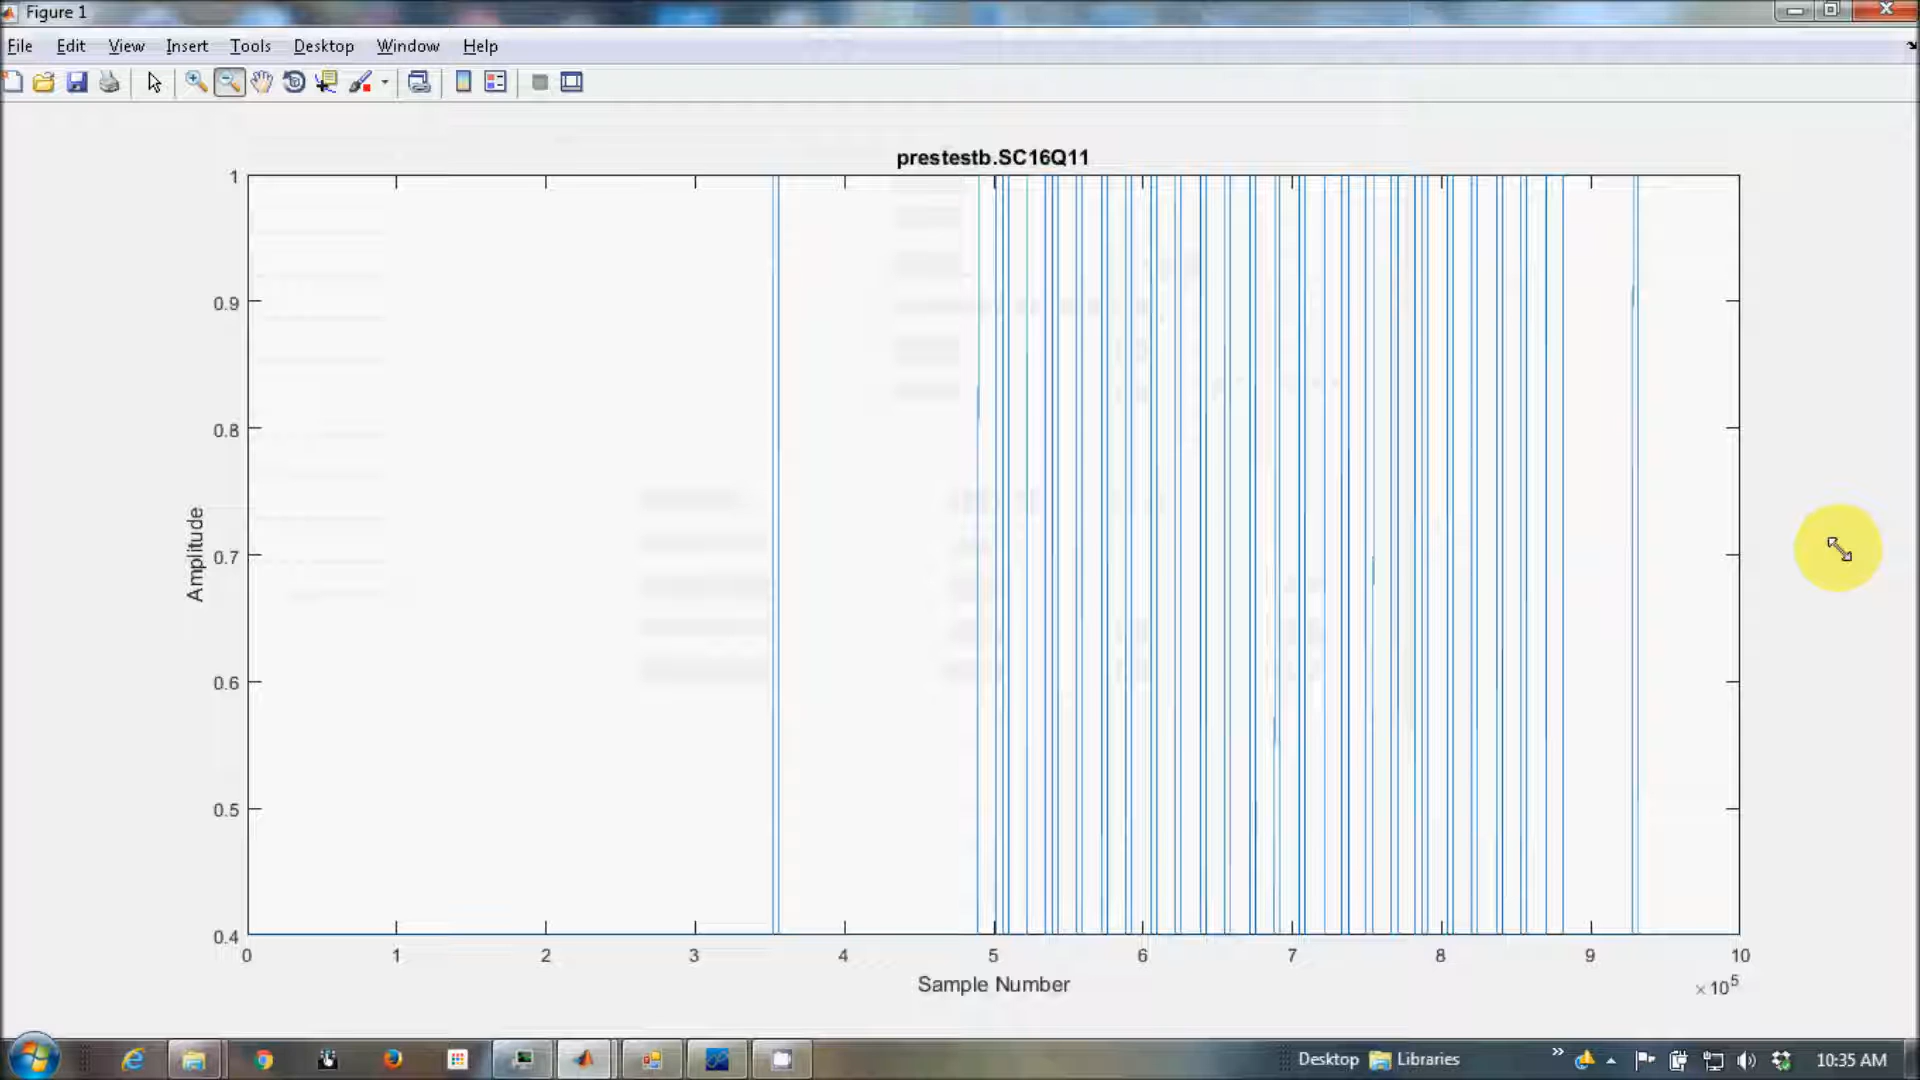 Figure 1
File Edit View Insert Tools Desktop Window Help
prestestb.SC16Q11
1
0.9
0.8
0.7
0.6
0.5
0.4
Amplitude
0 1 2 3 4 5 6 7 8 9 10
Sample Number
× 10^5
Desktop Libraries » 10:35 AM